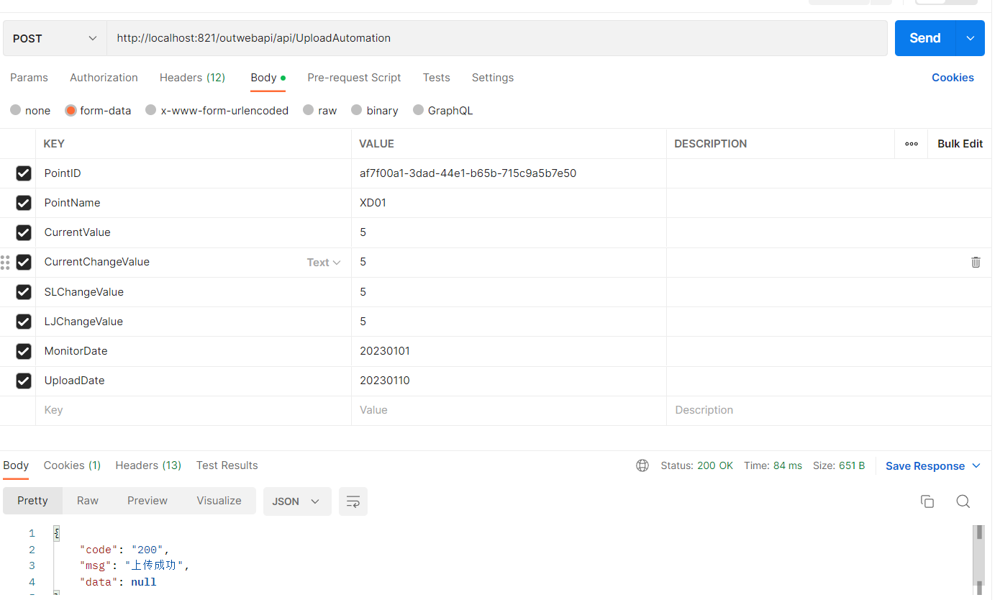 POST http://localhost:821/outwebapi/api/UploadAutomation Send
Params Authorization Headers (12) Body Pre-request Script Tests Settings Cookies
none form-data x-www-form-urlencoded raw binary GraphQL
KEY VALUE DESCRIPTION Bulk Edit
PointID af7f00a1-3dad-44e1-b65b-715c9a5b7e50
PointName XD01
CurrentValue 5
CurrentChangeValue Text 5
SLChangeValue 5
LJChangeValue 5
MonitorDate 20230101
UploadDate 20230110
Key Value Description
Body Cookies (1) Headers (13) Test Results Status: 200 OK Time: 84 ms Size: 651 B Save Response
Pretty Raw Preview Visualize JSON
1 {
2 "code": "200",
3 "msg": "上传成功",
4 "data": null